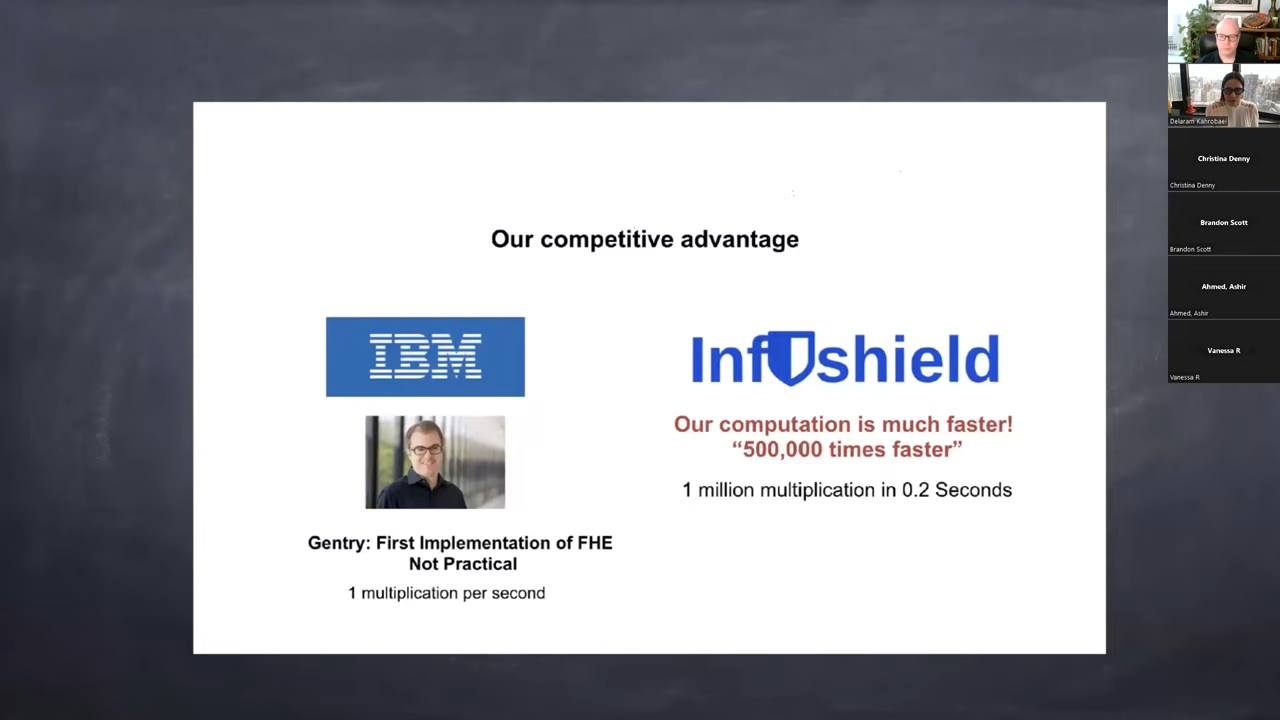 Our competitive advantage
IBM
Infoshield
Our computation is much faster!
“500,000 times faster”
1 million multiplication in 0.2 Seconds
Gentry: First Implementation of FHE
Not Practical
1 multiplication per second
Delaram Kahrobaei
Christina Denny
Christina Denny
Brandon Scott
Brandon Scott
Ahmed, Ashir
Ahmed, Ashir
Vanessa R
Vanessa R